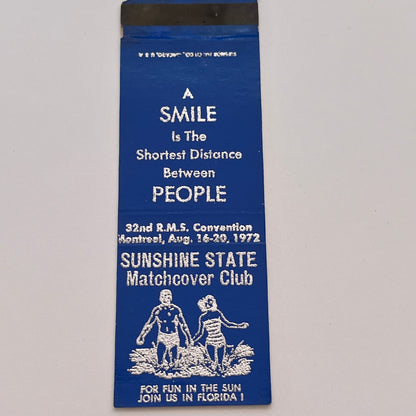 A
SMILE
Is The
Shortest Distance
Between
PEOPLE
32nd R.M.S. Convention
Montreal, Aug. 16-20, 1972
SUNSHINE STATE
Matchcover Club
FOR FUN IN THE SUN
JOIN US IN FLORIDA !